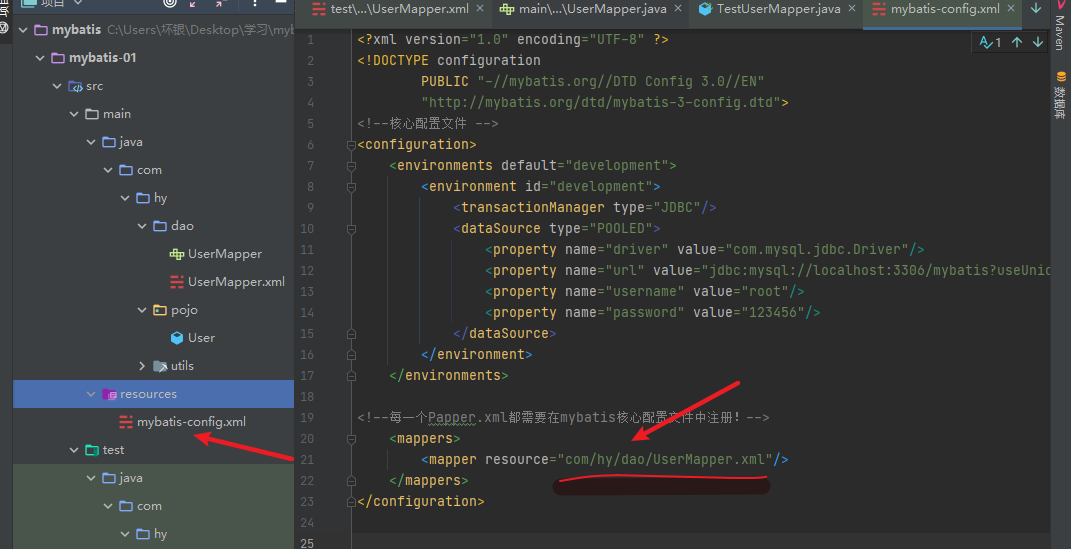 项目
test\...\UserMapper.xml
main\...\UserMapper.java
TestUserMapper.java
mybatis-config.xml
mybatis C:\Users\坏银\Desktop\学习\myb
mybatis-01
src
main
java
com
hy
dao
UserMapper
UserMapper.xml
pojo
User
utils
resources
mybatis-config.xml
test
java
com
hy
1 <?xml version="1.0" encoding="UTF-8" ?>
2 <!DOCTYPE configuration
3 PUBLIC "-//mybatis.org//DTD Config 3.0//EN"
4 "http://mybatis.org/dtd/mybatis-3-config.dtd">
5 <!--核心配置文件 -->
6 <configuration>
7 <environments default="development">
8 <environment id="development">
9 <transactionManager type="JDBC"/>
10 <dataSource type="POOLED">
11 <property name="driver" value="com.mysql.jdbc.Driver"/>
12 <property name="url" value="jdbc:mysql://localhost:3306/mybatis?useUnic
13 <property name="username" value="root"/>
14 <property name="password" value="123456"/>
15 </dataSource>
16 </environment>
17 </environments>
18
19 <!--每一个Papper.xml都需要在mybatis核心配置文件中注册！-->
20 <mappers>
21 <mapper resource="com/hy/dao/UserMapper.xml"/>
22 </mappers>
23 </configuration>
24
25
1
Maven
数据库